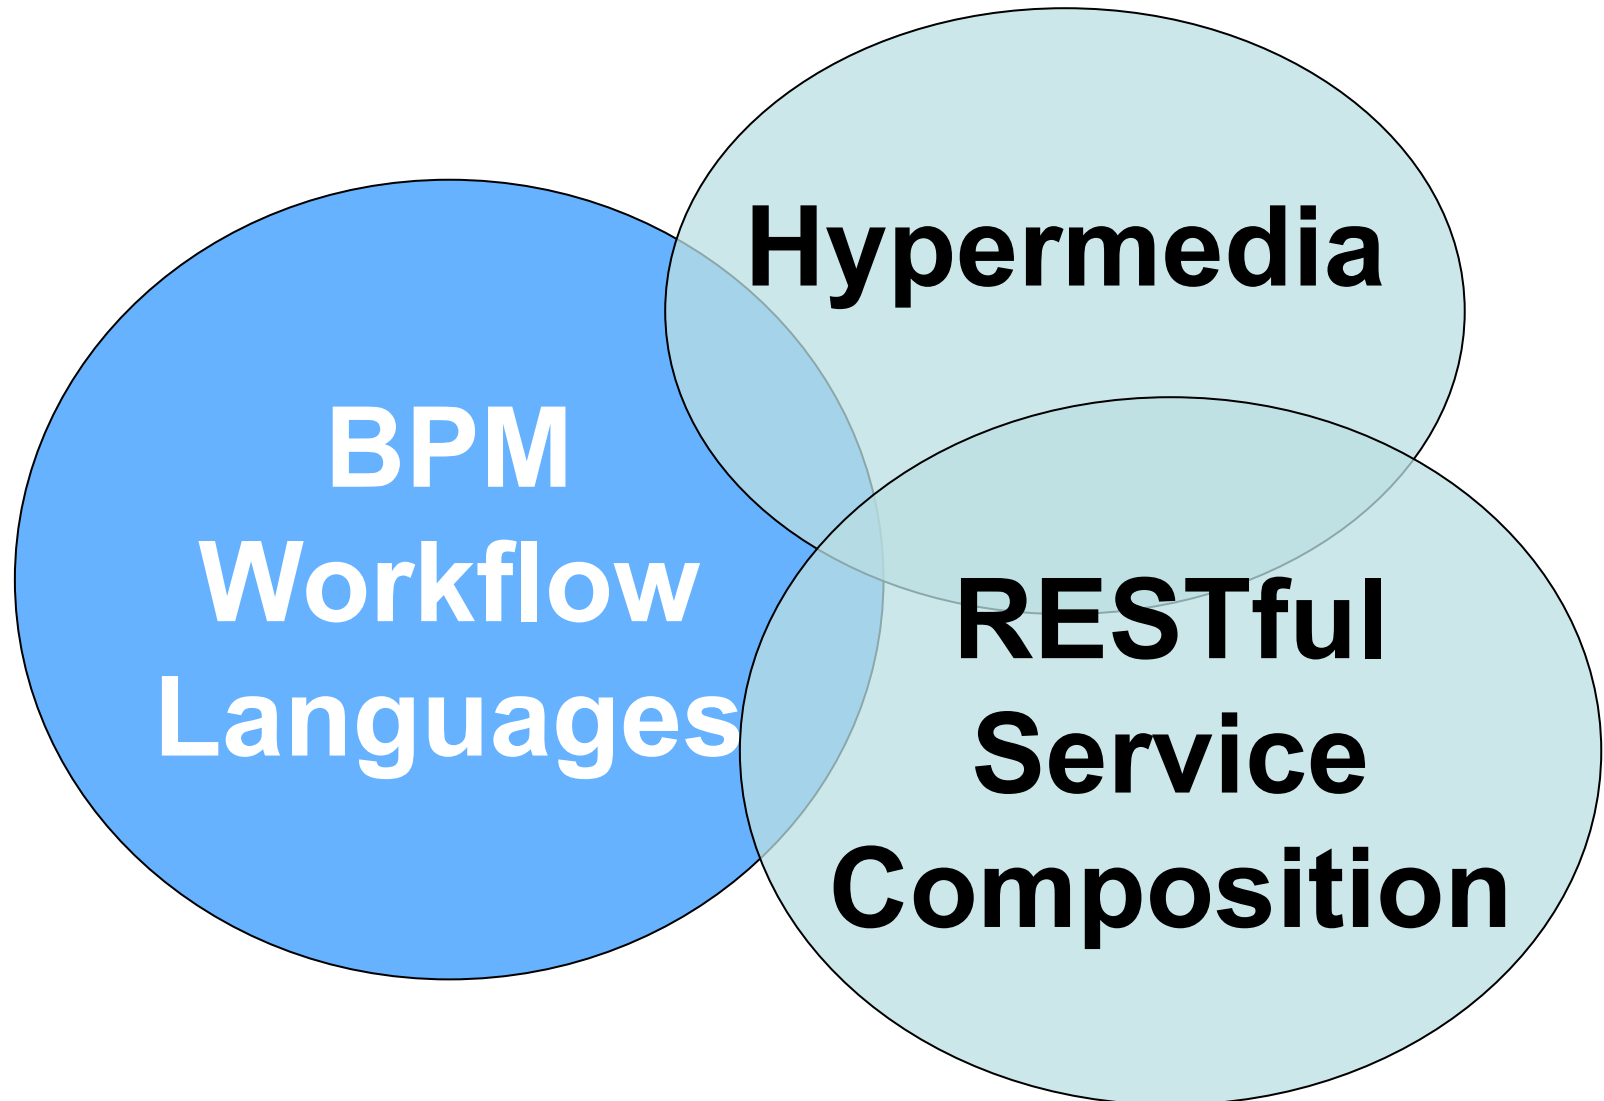 Hypermedia
BPM
Workflow
Languages
RESTful
Service
Composition